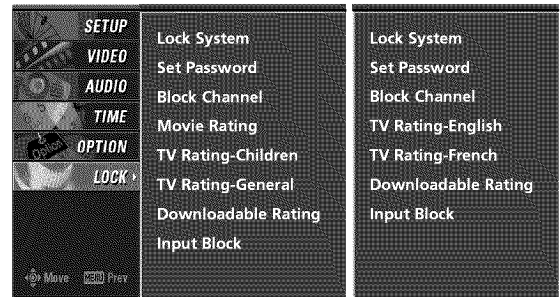 SETUP
VIDEO
AUDIO
TIME
OPTION
LOCK
Move MENU Prev
Lock System
Set Password
Block Channel
Movie Rating
TV Rating-Children
TV Rating-General
Downloadable Rating
Input Block
Lock System
Set Password
Block Channel
TV Rating-English
TV Rating-French
Downloadable Rating
Input Block